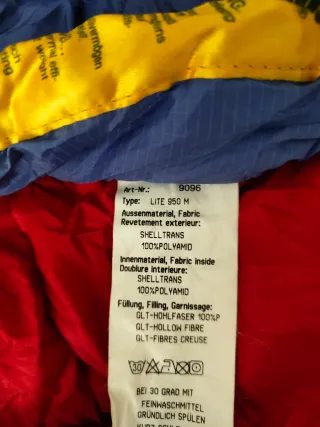 vermögen
Art-Nr.: 9096
Type: LITE 950 M
Aussenmaterial, Fabric
Revetement exterieur:
SHELLTRANS
100%POLYAMID
Innenmaterial, Fabric inside
Doublure interieure:
SHELLTRANS
100%POLYAMID
Füllung, Filling, Garnissage:
GLT-HOHLFASER 100%P
GLT-HOLLOW FIBRE
GLT-FIBRES CREUSE
30
BEI 30 GRAD MIT
FEINWASCHMITTEL
GRÜNDLICH SPÜLEN